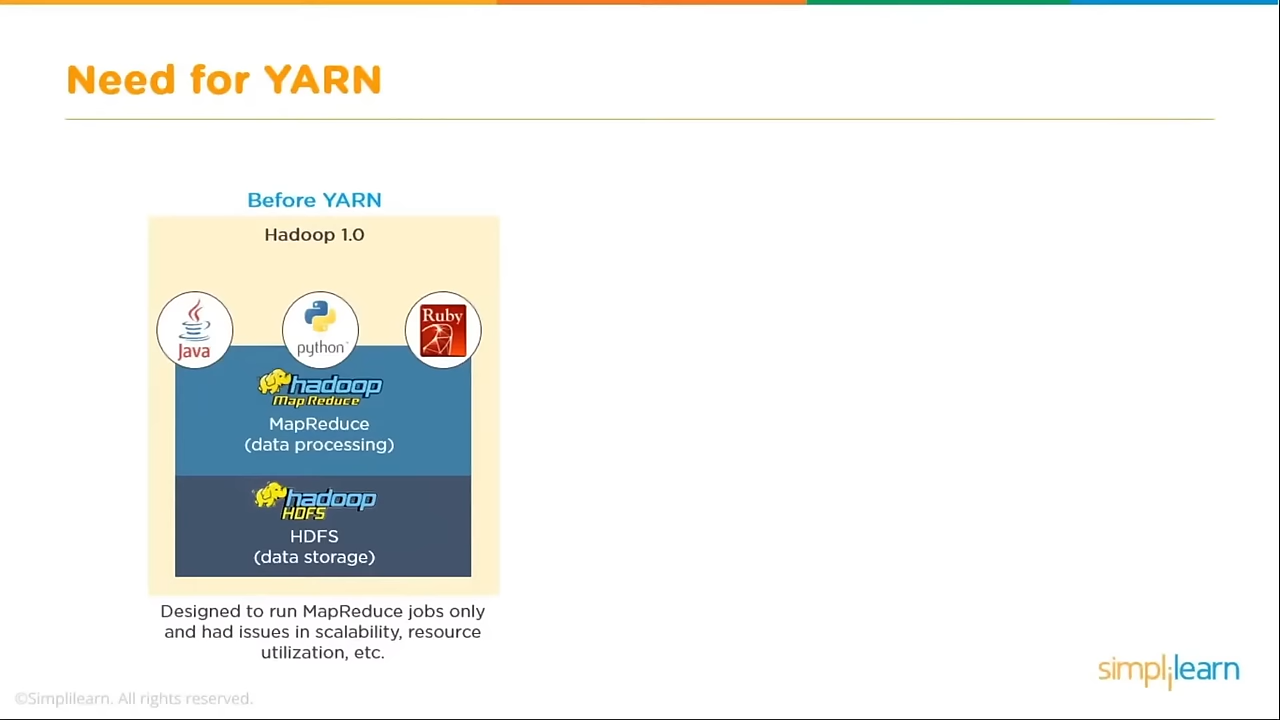 Need for YARN
Before YARN
Hadoop 1.0
Java
python
Ruby
hadoop
Map Reduce
MapReduce
(data processing)
hadoop
HDFS
HDFS
(data storage)
Designed to run MapReduce jobs only
and had issues in scalability, resource
utilization, etc.
simplilearn
©Simplilearn. All rights reserved.